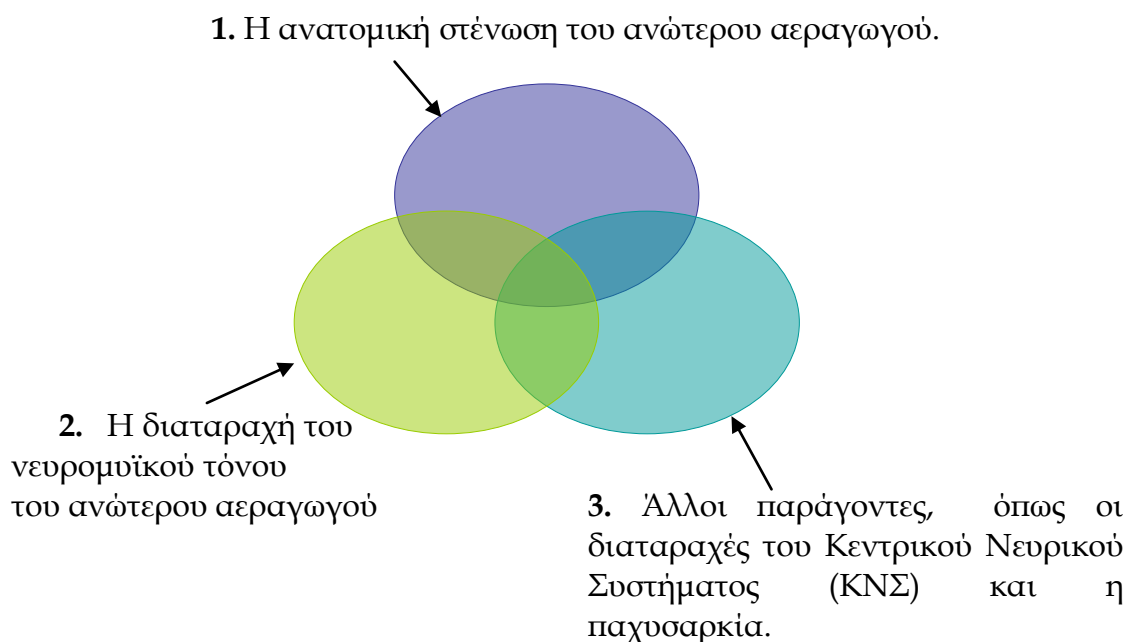 1. Η ανατομική στένωση του ανώτερου αεραγωγού.
2. Η διαταραχή του
νευρομυϊκού τόνου
του ανώτερου αεραγωγού
3. Άλλοι παράγοντες, όπως οι
διαταραχές του Κεντρικού Νευρικού
Συστήματος (ΚΝΣ) και η
παχυσαρκία.